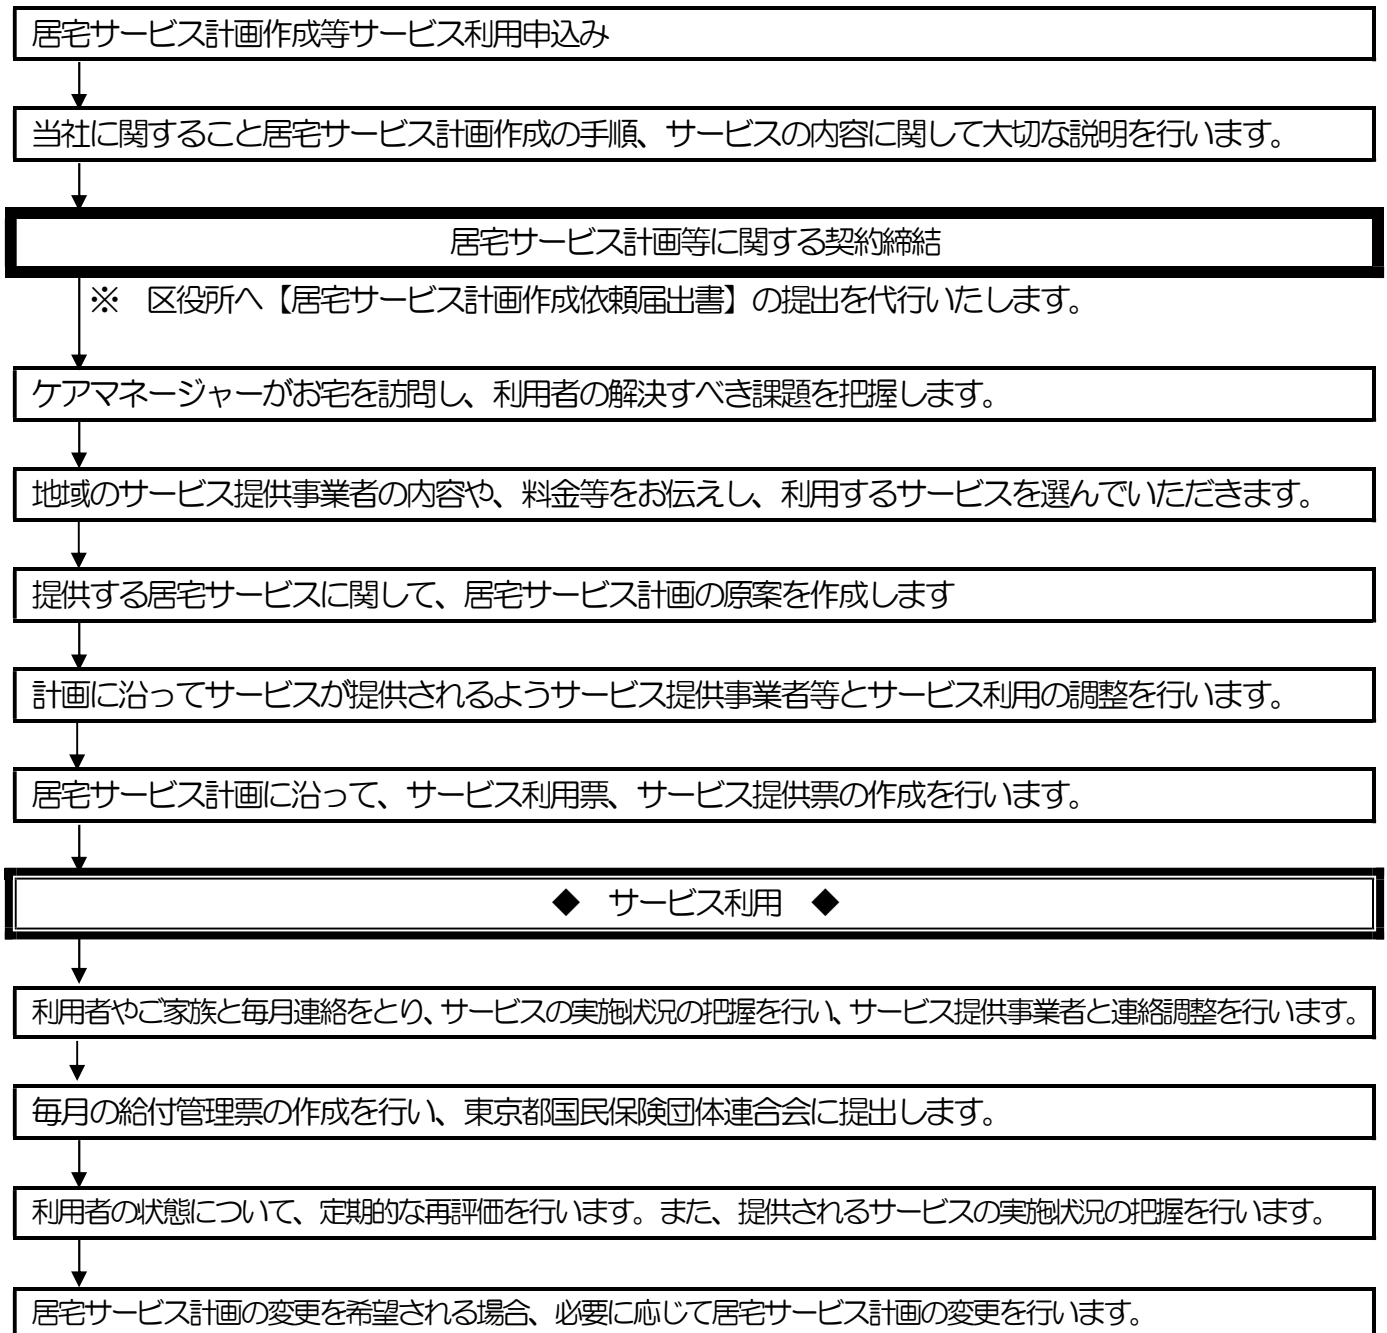 居宅サービス計画作成等サービス利用申込み
当社に関すること居宅サービス計画作成の手順、サービスの内容に関して大切な説明を行います。
居宅サービス計画等に関する契約締結
※　区役所へ【居宅サービス計画作成依頼届出書】の提出を代行いたします。
ケアマネージャーがお宅を訪問し、利用者の解決すべき課題を把握します。
地域のサービス提供事業者の内容や、料金等をお伝えし、利用するサービスを選んでいただきます。
提供する居宅サービスに関して、居宅サービス計画の原案を作成します
計画に沿ってサービスが提供されるようサービス提供事業者等とサービス利用の調整を行います。
居宅サービス計画に沿って、サービス利用票、サービス提供票の作成を行います。
◆　サービス利用　◆
利用者やご家族と毎月連絡をとり、サービスの実施状況の把握を行い、サービス提供事業者と連絡調整を行います。
毎月の給付管理票の作成を行い、東京都国民保険団体連合会に提出します。
利用者の状態について、定期的な再評価を行います。また、提供されるサービスの実施状況の把握を行います。
居宅サービス計画の変更を希望される場合、必要に応じて居宅サービス計画の変更を行います。